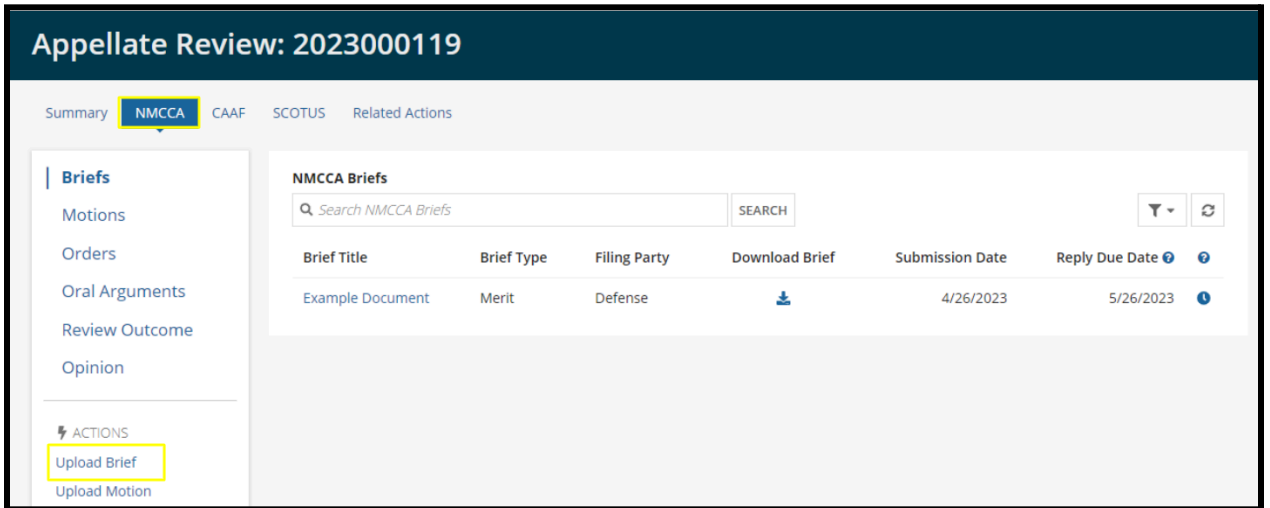 Appellate Review: 2023000119
Summary NMCCA CAAF SCOTUS Related Actions
Briefs
Motions
Orders
Oral Arguments
Review Outcome
Opinion
ACTIONS
Upload Brief
Upload Motion
NMCCA Briefs
Search NMCCA Briefs SEARCH
Brief Title Brief Type Filing Party Download Brief Submission Date Reply Due Date ? ?
Example Document Merit Defense 4/26/2023 5/26/2023